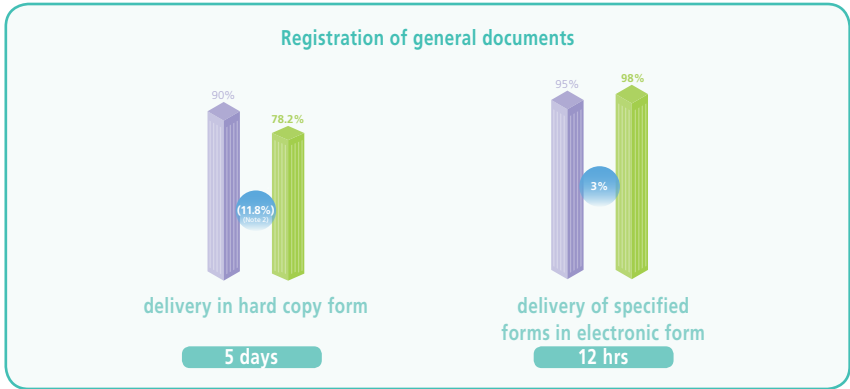 Registration of general documents
90%
78.2%
(11.8%)
(Note 2)
delivery in hard copy form
5 days
95%
98%
3%
delivery of specified
forms in electronic form
12 hrs